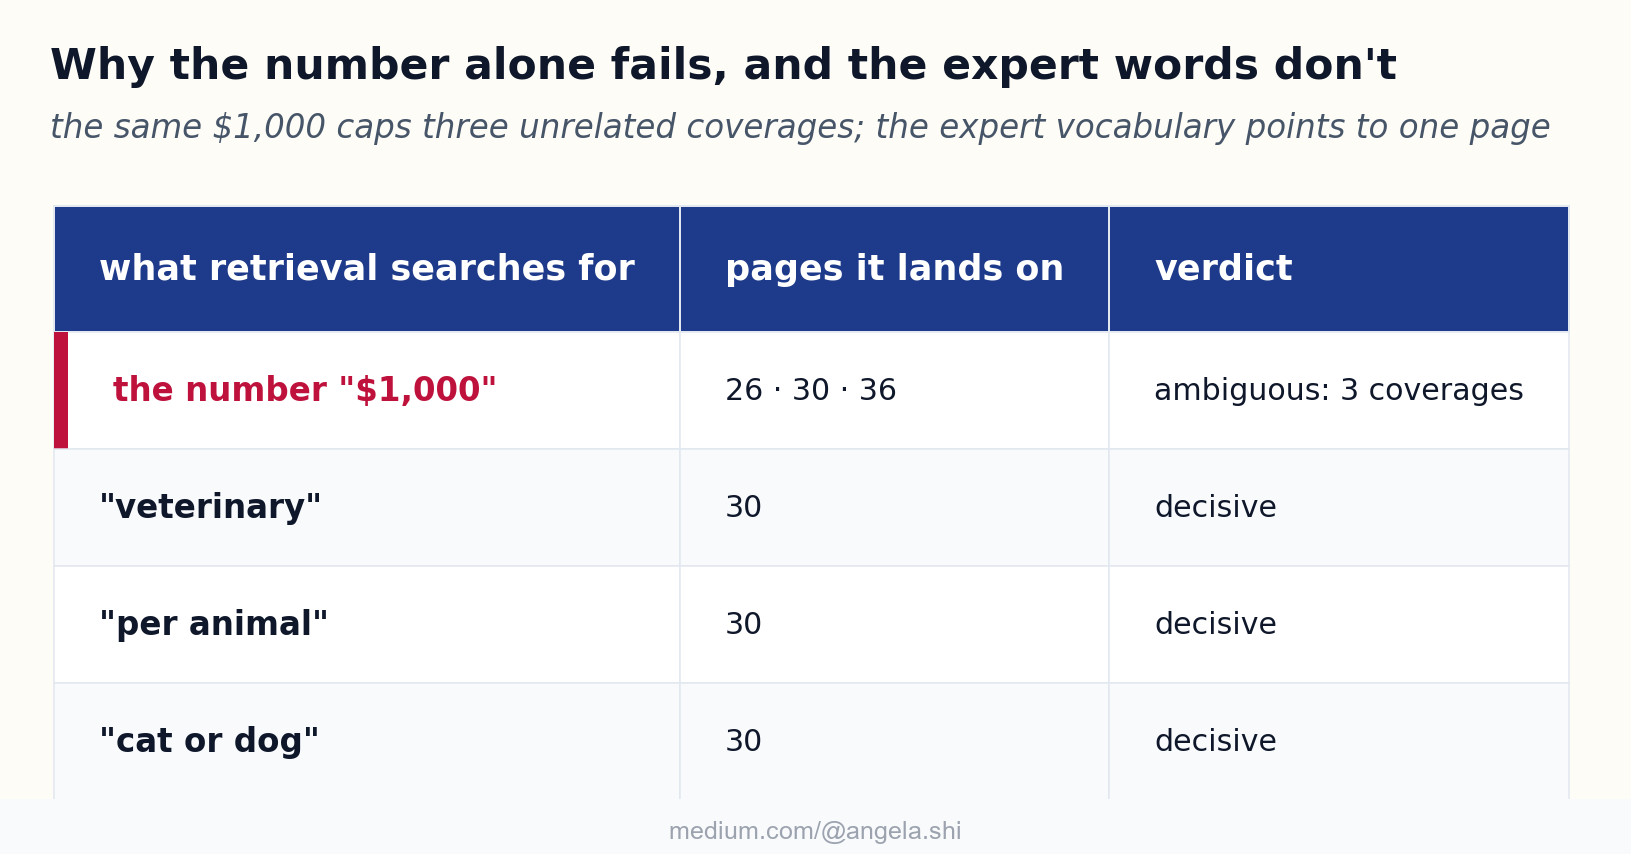 Why the number alone fails, and the expert words don't
the same $1,000 caps three unrelated coverages; the expert vocabulary points to one page
what retrieval searches for pages it lands on verdict
the number "$1,000" 26 · 30 · 36 ambiguous: 3 coverages
"veterinary" 30 decisive
"per animal" 30 decisive
"cat or dog" 30 decisive
medium.com/@angela.shi